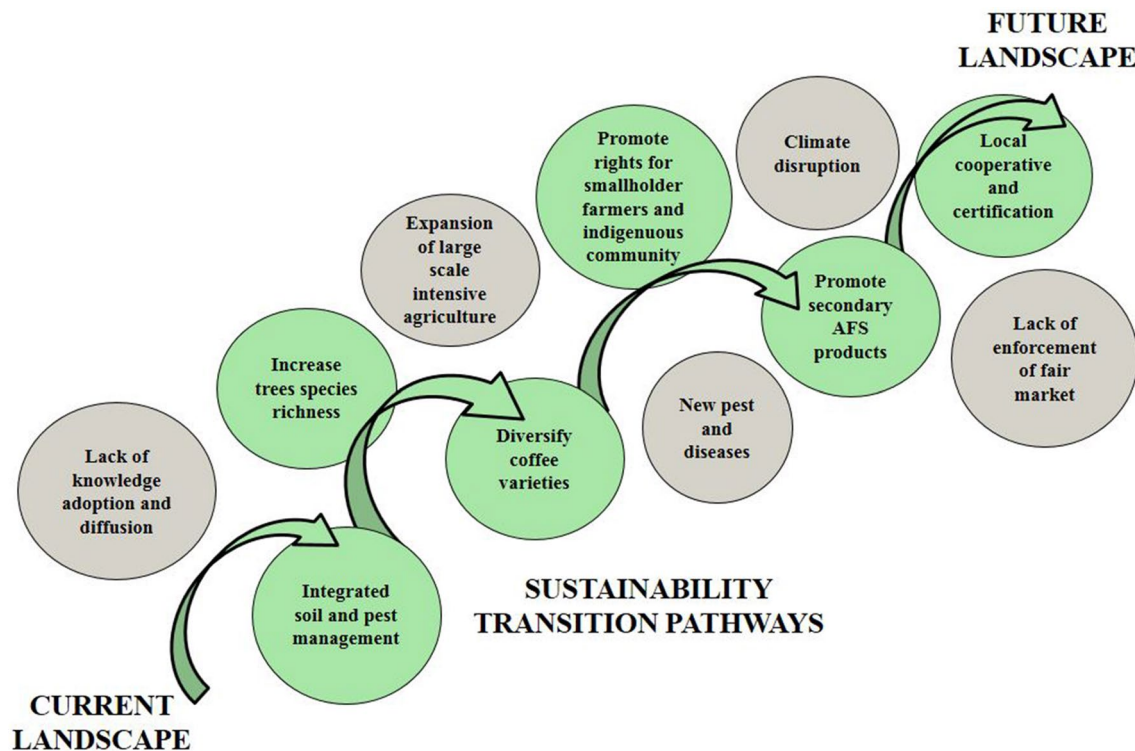 FUTURE
LANDSCAPE
Promote
rights for
smallholder
farmers and
indigenuous
community
Climate
disruption
Local
cooperative
and
certification
Expansion
of large
scale
intensive
agriculture
Promote
secondary
AFS
products
Lack of
enforcement
of fair
market
Increase
trees species
richness
New pest
and
diseases
Diversify
coffee
varieties
Lack of
knowledge
adoption and
diffusion
Integrated
soil and pest
management
SUSTAINABILITY
TRANSITION PATHWAYS
CURRENT
LANDSCAPE